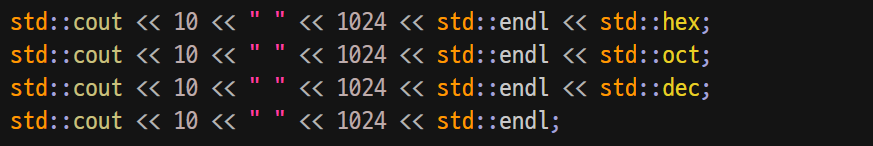 std::cout << 10 << " " << 1024 << std::endl << std::hex;
std::cout << 10 << " " << 1024 << std::endl << std::oct;
std::cout << 10 << " " << 1024 << std::endl << std::dec;
std::cout << 10 << " " << 1024 << std::endl;